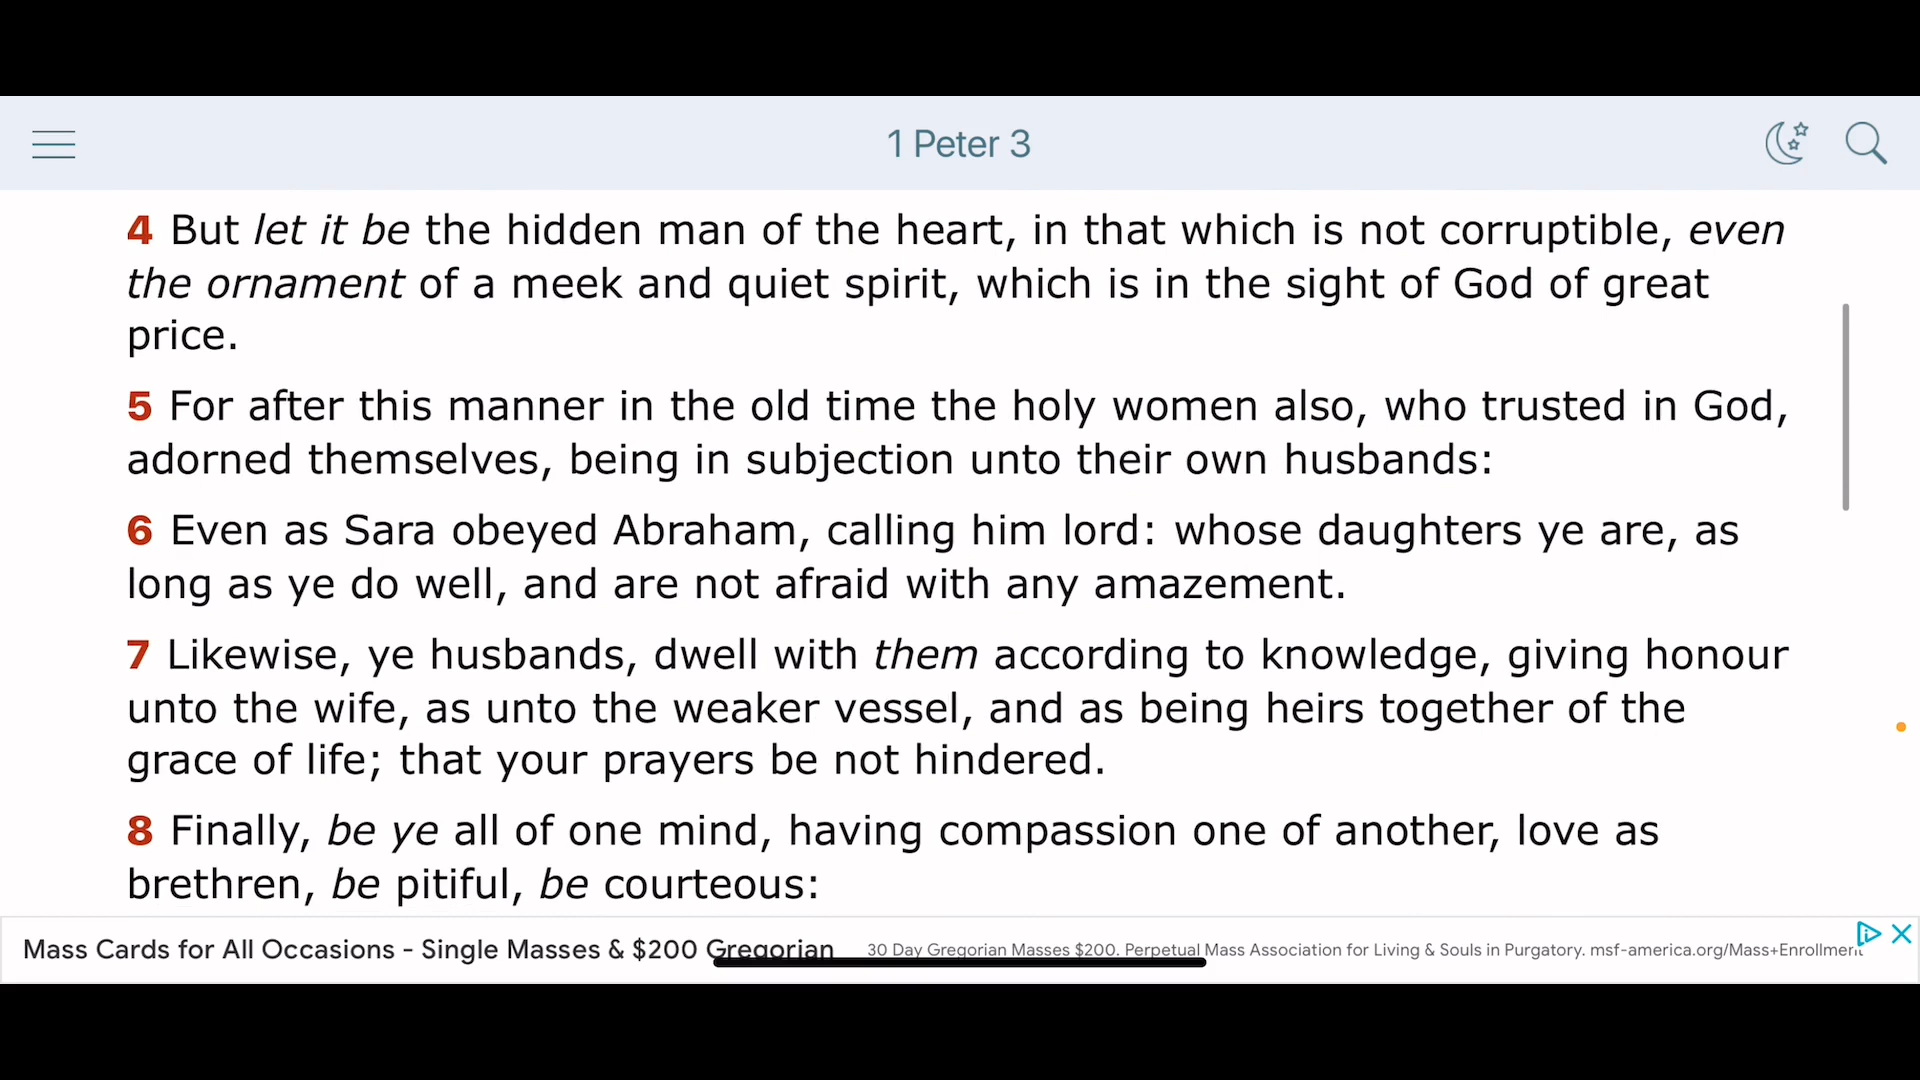 1 Peter 3
4 But let it be the hidden man of the heart, in that which is not corruptible, even
the ornament of a meek and quiet spirit, which is in the sight of God of great
price.
5 For after this manner in the old time the holy women also, who trusted in God,
adorned themselves, being in subjection unto their own husbands:
6 Even as Sara obeyed Abraham, calling him lord: whose daughters ye are, as
long as ye do well, and are not afraid with any amazement.
7 Likewise, ye husbands, dwell with them according to knowledge, giving honour
unto the wife, as unto the weaker vessel, and as being heirs together of the
grace of life; that your prayers be not hindered.
8 Finally, be ye all of one mind, having compassion one of another, love as
brethren, be pitiful, be courteous:
Mass Cards for All Occasions - Single Masses & $200 Gregorian
30 Day Gregorian Masses $200. Perpetual Mass Association for Living & Souls in Purgatory. msf-america.org/Mass+Enrollment